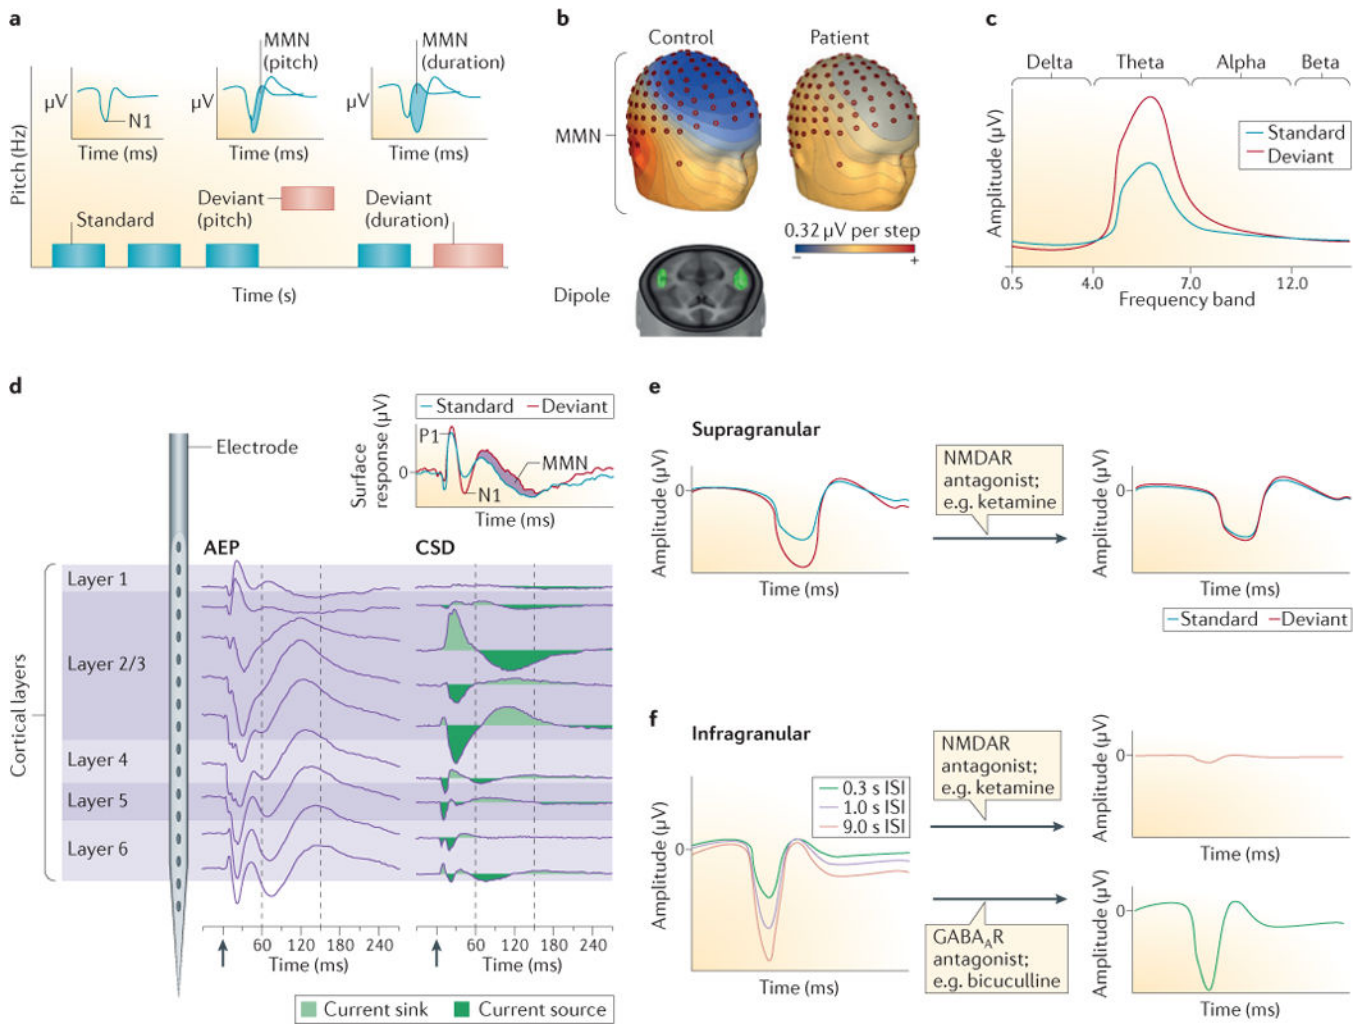 a
MMN
(pitch)
MMN
(duration)
µV
N1
µV
µV
Time (ms)
Time (ms)
Time (ms)
Pitch (Hz)
Standard
Deviant
(pitch)
Deviant
(duration)
Time (s)
b
Control
Patient
MMN
0.32 µV per step
–
+
Dipole
c
Delta
Theta
Alpha
Beta
Amplitude (µV)
Standard
Deviant
0.5
4.0
7.0
12.0
Frequency band
d
Electrode
Standard
Deviant
Surface
response (µV)
P1
0
N1
MMN
Time (ms)
AEP
CSD
Cortical layers
Layer 1
Layer 2/3
Layer 4
Layer 5
Layer 6
60
120
180
240
60
120
180
240
Time (ms)
Time (ms)
Current sink
Current source
e
Supragranular
Amplitude (µV)
0
Time (ms)
NMDAR
antagonist;
e.g. ketamine
Amplitude (µV)
0
Time (ms)
Standard
Deviant
f
Infragranular
Amplitude (µV)
0
0.3 s ISI
1.0 s ISI
9.0 s ISI
Time (ms)
NMDAR
antagonist;
e.g. ketamine
Amplitude (µV)
0
Time (ms)
GABAAR
antagonist;
e.g. bicuculline
Amplitude (µV)
0
Time (ms)